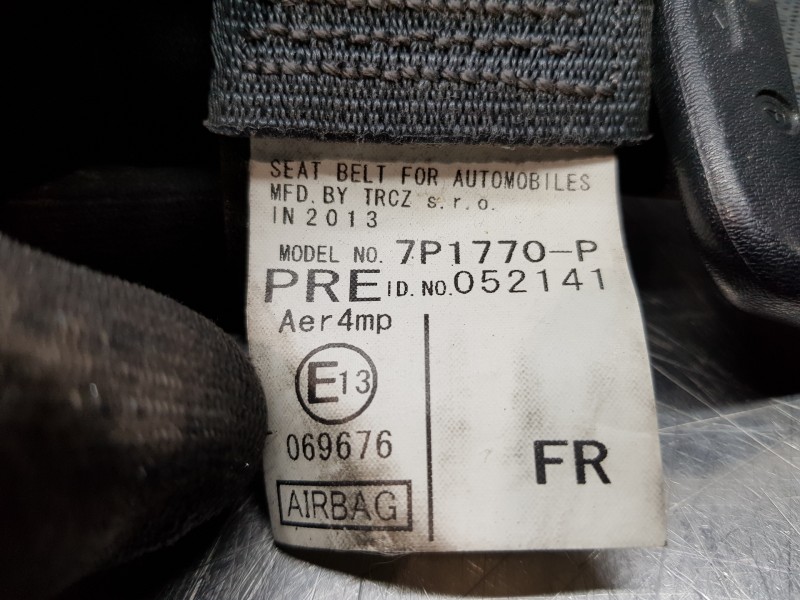 SEAT BELT FOR AUTOMOBILES
MFD. BY TRCZ s.r.o.
IN 2013
MODEL NO. 7P1770-P
PRE ID. NO. 052141
Aer4mp
E13
069676
AIRBAG
FR